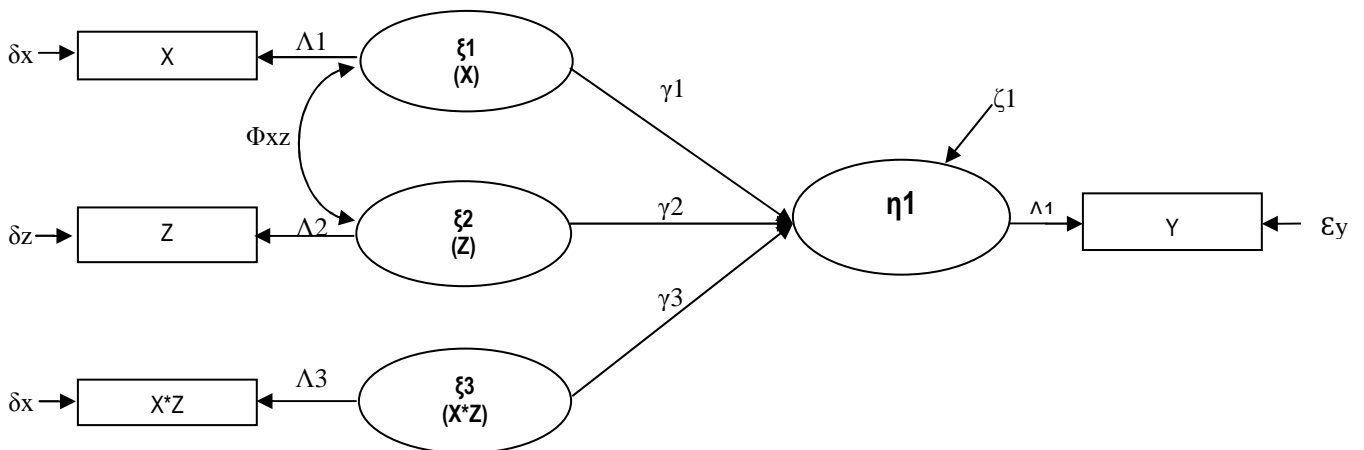 δx
X
Λ1
ξ1
(X)
γ1
ζ1
Φxz
δz
Z
Λ2
ξ2
(Z)
γ2
η1
Λ1
Y
εy
γ3
δx
X*Z
Λ3
ξ3
(X*Z)